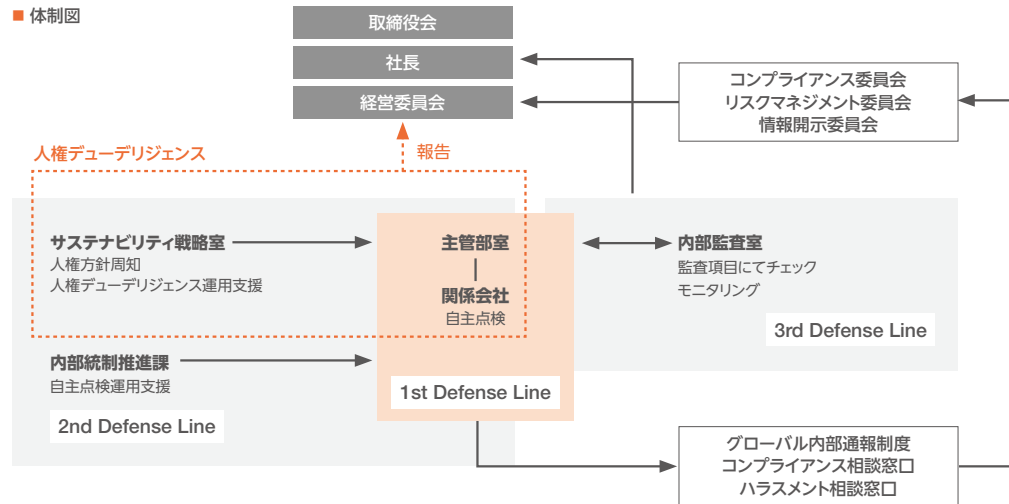 ■ 体制図
取締役会
社長
経営委員会
コンプライアンス委員会
リスクマネジメント委員会
情報開示委員会
人権デューデリジェンス
報告
サステナビリティ戦略室
人権方針周知
人権デューデリジェンス運用支援
主管部室
関係会社
自主点検
内部監査室
監査項目にてチェック
モニタリング
3rd Defense Line
内部統制推進課
自主点検運用支援
2nd Defense Line
1st Defense Line
グローバル内部通報制度
コンプライアンス相談窓口
ハラスメント相談窓口